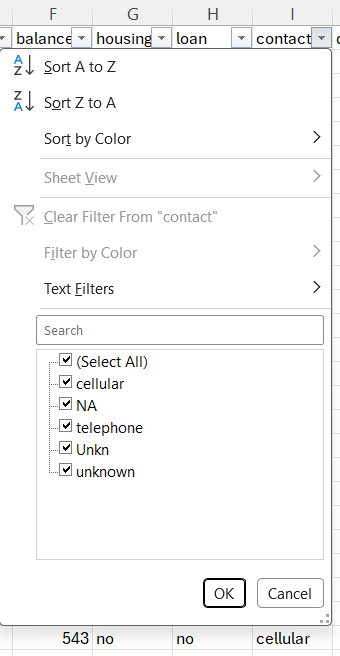 F G H I
balance housing loan contact
Sort A to Z
Sort Z to A
Sort by Color
Sheet View
Clear Filter From "contact"
Filter by Color
Text Filters
Search
(Select All)
cellular
NA
telephone
Unkn
unknown
OK Cancel
543 no no cellular